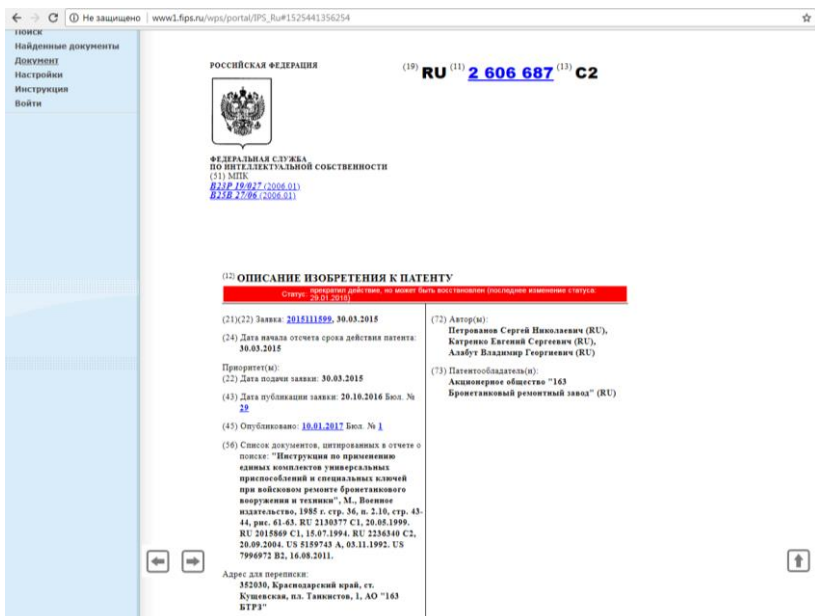 Не защищено | www1.fips.ru/wps/portal/IPS_Ru#1525441356254
Поиск
Найденные документы
Документ
Настройки
Инструкция
Войти
РОССИЙСКАЯ ФЕДЕРАЦИЯ
(19) RU (11) 2 606 687 (13) C2
ФЕДЕРАЛЬНАЯ СЛУЖБА
ПО ИНТЕЛЛЕКТУАЛЬНОЙ СОБСТВЕННОСТИ
(51) МПК
B23P 19/027 (2006.01)
B25B 27/06 (2006.01)
(12) ОПИСАНИЕ ИЗОБРЕТЕНИЯ К ПАТЕНТУ
Статус: прекратил действие, но может быть восстановлен (последнее изменение статуса:
29.01.2018)
(21)(22) Заявка: 2015111599, 30.03.2015
(24) Дата начала отсчета срока действия патента:
30.03.2015
Приоритет(ы):
(22) Дата подачи заявки: 30.03.2015
(43) Дата публикации заявки: 20.10.2016 Бюл. №
29
(45) Опубликовано: 10.01.2017 Бюл. № 1
(56) Список документов, цитированных в отчете о
поиске: "Инструкция по применению
единых комплектов универсальных
приспособлений и специальных ключей
при войсковом ремонте бронетанкового
вооружения и техники", М., Военное
издательство, 1985 г. стр. 36, п. 2.10, стр. 43-
44, рис. 61-63. RU 2130377 C1, 20.05.1999.
RU 2015869 C1, 15.07.1994. RU 2236340 C2,
20.09.2004. US 5159743 A, 03.11.1992. US
7996972 B2, 16.08.2011.
Адрес для переписки:
352030, Краснодарский край, ст.
Кущевская, пл. Танкистов, 1, АО "163
БТРЗ"
(72) Автор(ы):
Петрованов Сергей Николаевич (RU),
Катренко Евгений Сергеевич (RU),
Алабут Владимир Георгиевич (RU)
(73) Патентообладатель(и):
Акционерное общество "163
Бронетанковый ремонтный завод" (RU)